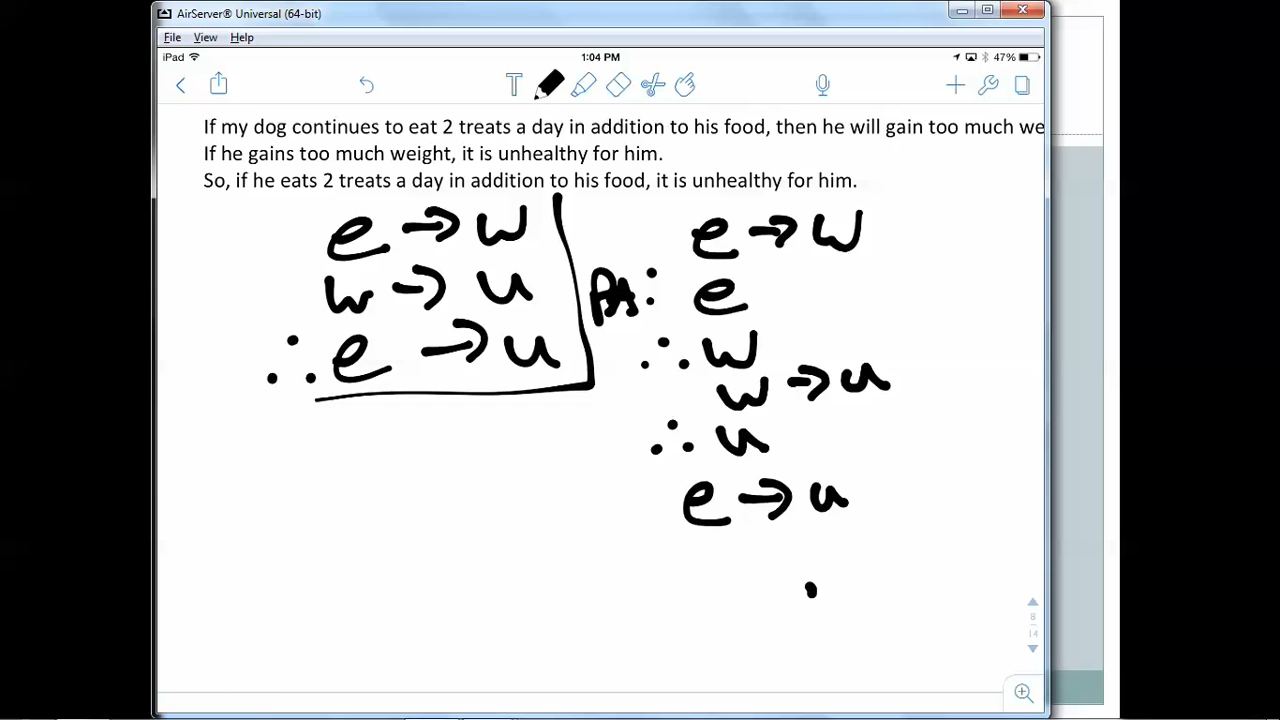 AirServer® Universal (64-bit)
File View Help
iPad 1:04 PM 47%
T
If my dog continues to eat 2 treats a day in addition to his food, then he will gain too much we
If he gains too much weight, it is unhealthy for him.
So, if he eats 2 treats a day in addition to his food, it is unhealthy for him.
e → w
w → u
∴ e → u
e → w
PA: e
∴ w
w → u
∴ u
e → u
8
14